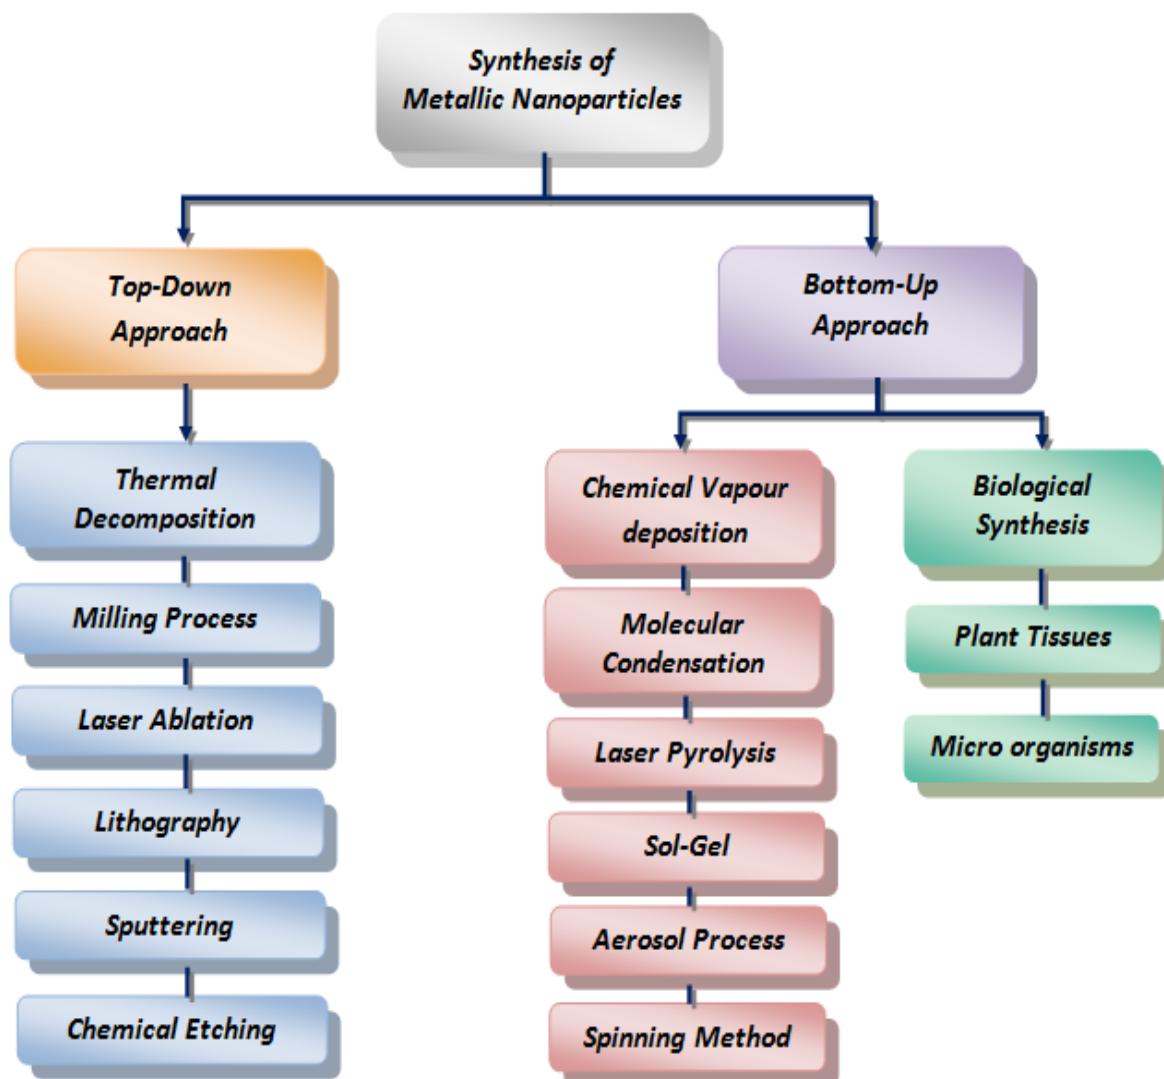 Synthesis of
Metallic Nanoparticles
Top-Down
Approach
Bottom-Up
Approach
Thermal
Decomposition
Milling Process
Laser Ablation
Lithography
Sputtering
Chemical Etching
Chemical Vapour
deposition
Molecular
Condensation
Laser Pyrolysis
Sol-Gel
Aerosol Process
Spinning Method
Biological
Synthesis
Plant Tissues
Micro organisms